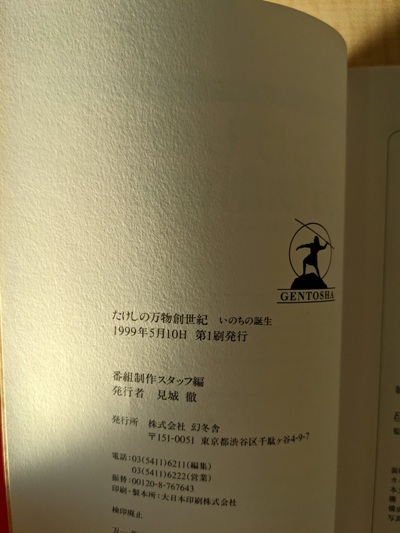 GENTOSHA
たけしの万物創世紀 いのちの誕生
1999年5月10日 第1刷発行
番組制作スタッフ編
発行者 見城 徹
発行所 株式会社 幻冬舎
〒151-0051 東京都渋谷区千駄ヶ谷4-9-7
電話:03(5411)6211(編集)
03(5411)6222(営業)
振替:00120-8-767643
印刷・製本所:大日本印刷株式会社
検印廃止